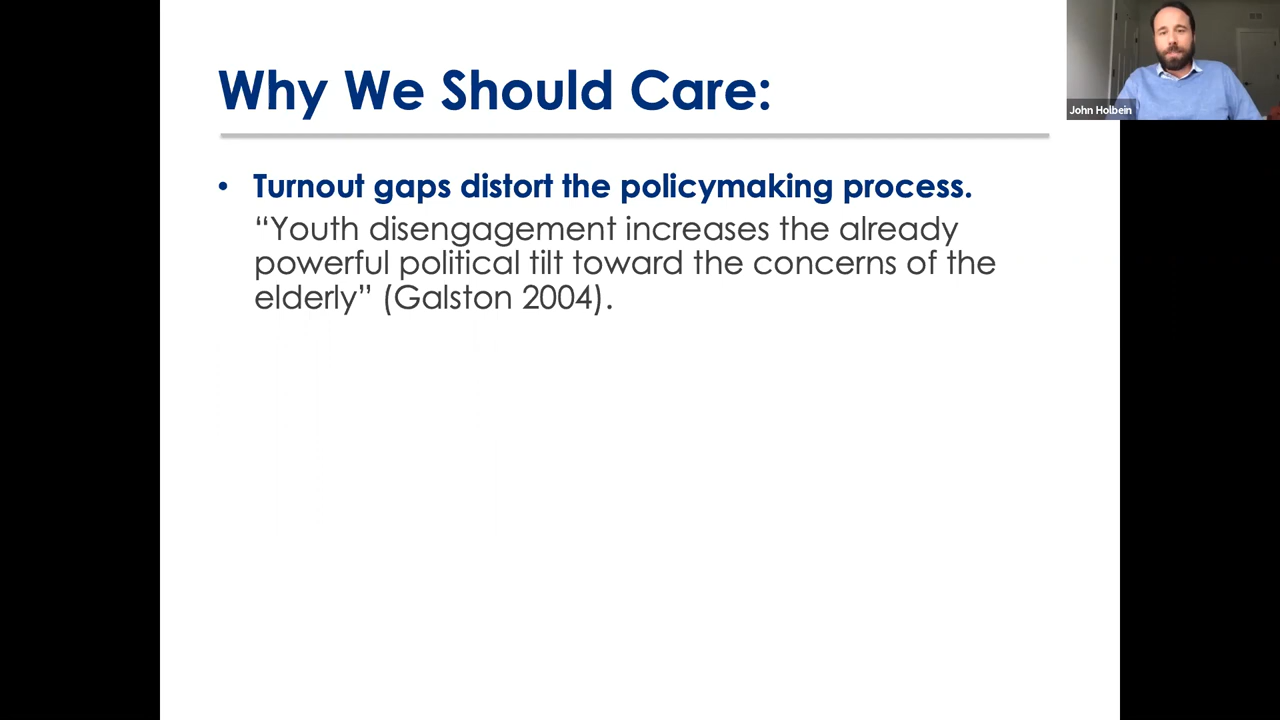 Why We Should Care:
John Holbein
• Turnout gaps distort the policymaking process.
“Youth disengagement increases the already
powerful political tilt toward the concerns of the
elderly” (Galston 2004).